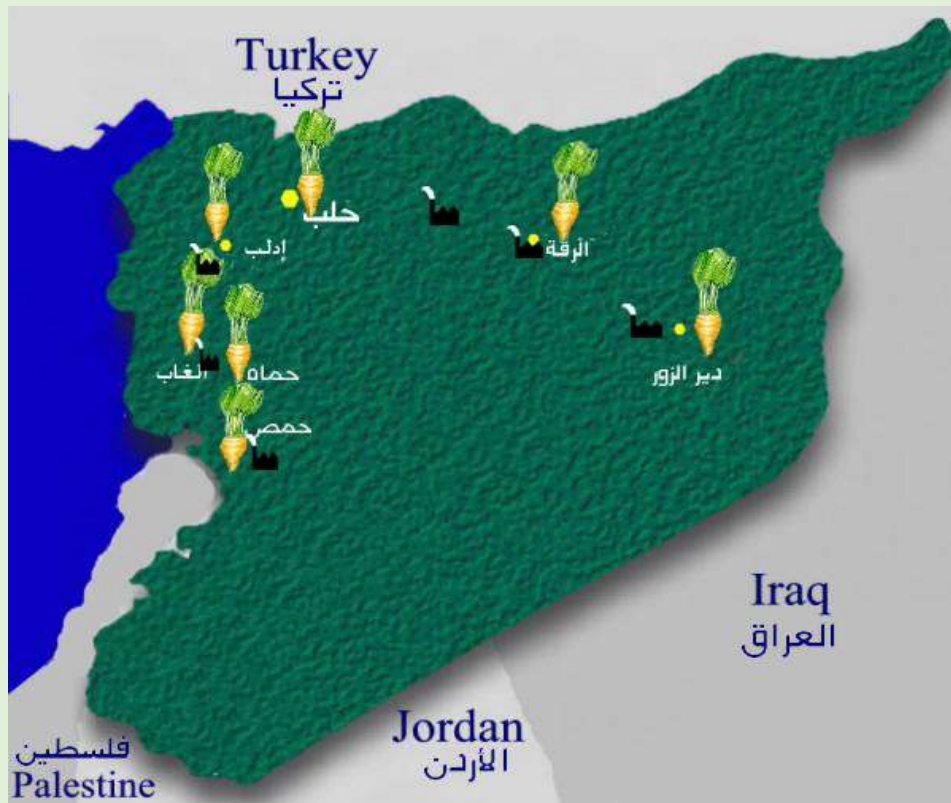 Turkey
تركيا
حلب
إدلب
الرقة
الغاب
حماه
دير الزور
حمص
Iraq
العراق
Jordan
الأردن
فلسطين
Palestine